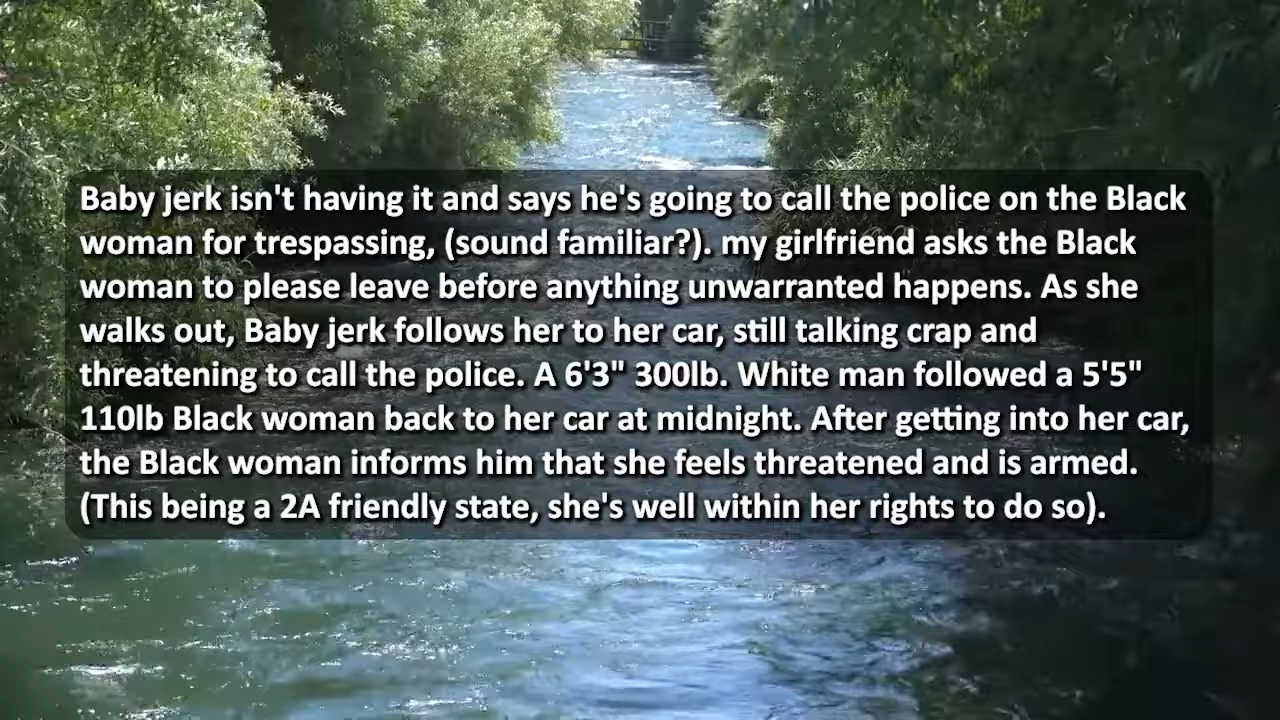 Baby jerk isn't having it and says he's going to call the police on the Black
woman for trespassing, (sound familiar?). my girlfriend asks the Black
woman to please leave before anything unwarranted happens. As she
walks out, Baby jerk follows her to her car, still talking crap and
threatening to call the police. A 6'3" 300lb. White man followed a 5'5"
110lb Black woman back to her car at midnight. After getting into her car,
the Black woman informs him that she feels threatened and is armed.
(This being a 2A friendly state, she's well within her rights to do so).